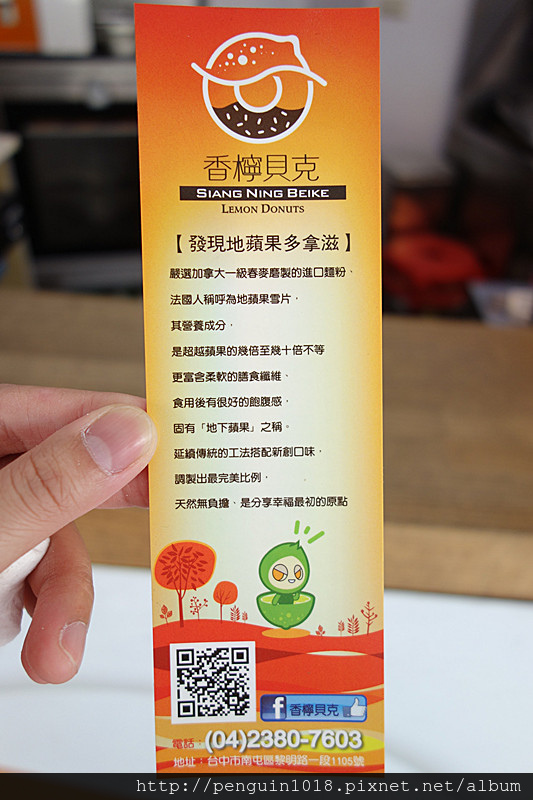 香檸貝克
SIANG NING BEIKE
LEMON DONUTS
【發現地蘋果多拿滋】
嚴選加拿大一級春麥磨製的進口麵粉、
法國人稱呼為地蘋果雪片，
其營養成分，
是超越蘋果的幾倍至幾十倍不等
更富含柔軟的膳食纖維、
食用後有很好的飽腹感，
固有「地下蘋果」之稱。
延續傳統的工法搭配新創口味，
調製出最完美比例，
天然無負擔、是分享幸福最初的原點
f 香檸貝克
電話：(04)2380-7603
地址：台中市南屯區黎明路一段1105號
http://penguin1018.pixnet.net/album